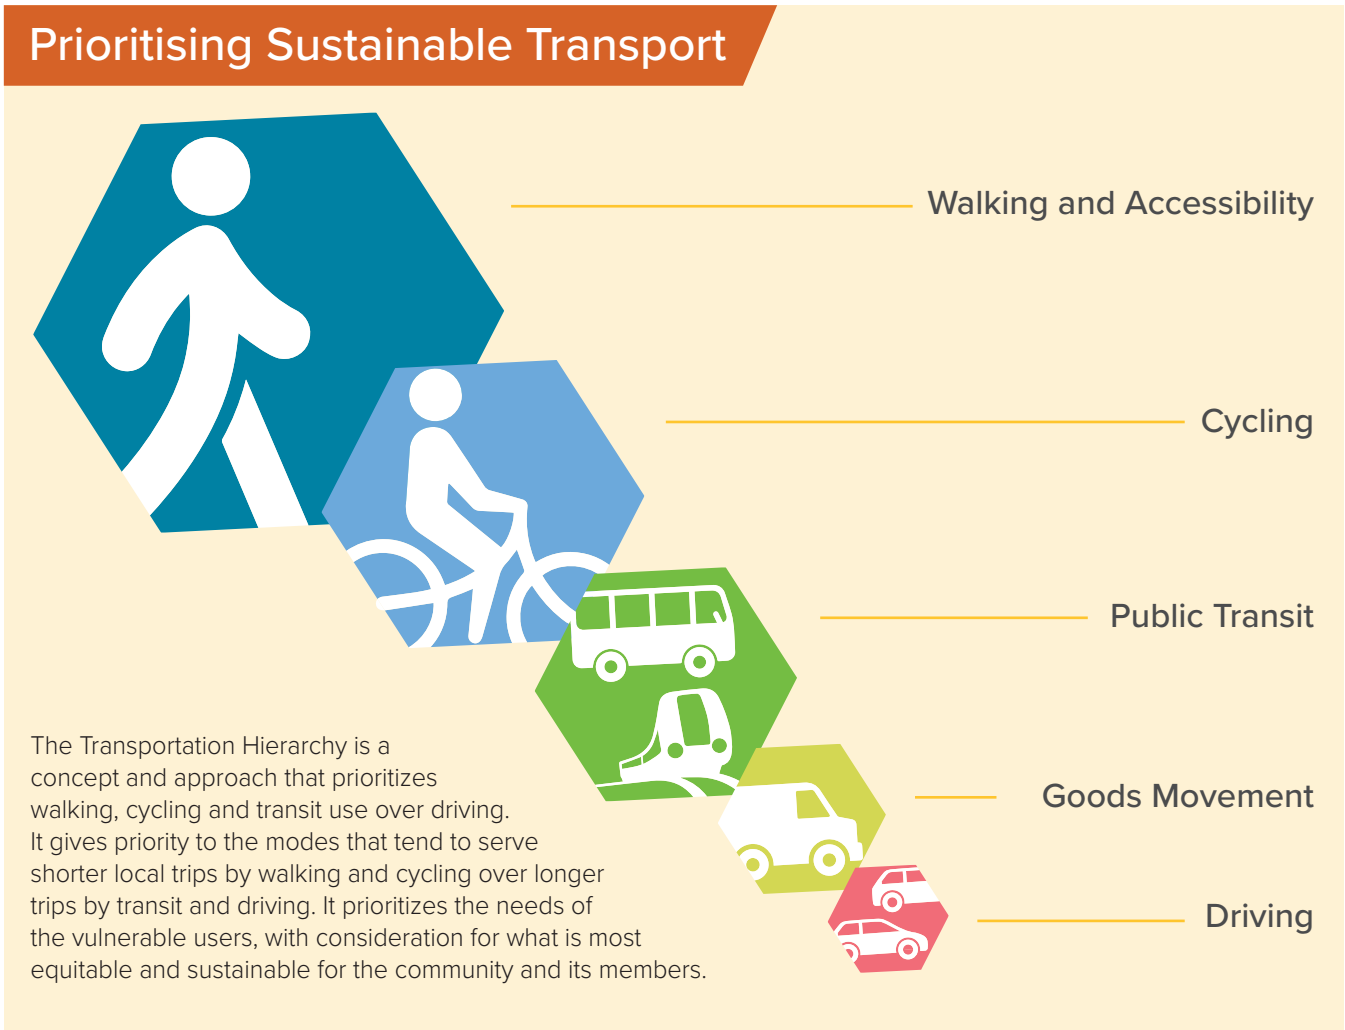 Prioritising Sustainable Transport
Walking and Accessibility
Cycling
Public Transit
Goods Movement
Driving
The Transportation Hierarchy is a
concept and approach that prioritizes
walking, cycling and transit use over driving.
It gives priority to the modes that tend to serve
shorter local trips by walking and cycling over longer
trips by transit and driving. It prioritizes the needs of
the vulnerable users, with consideration for what is most
equitable and sustainable for the community and its members.